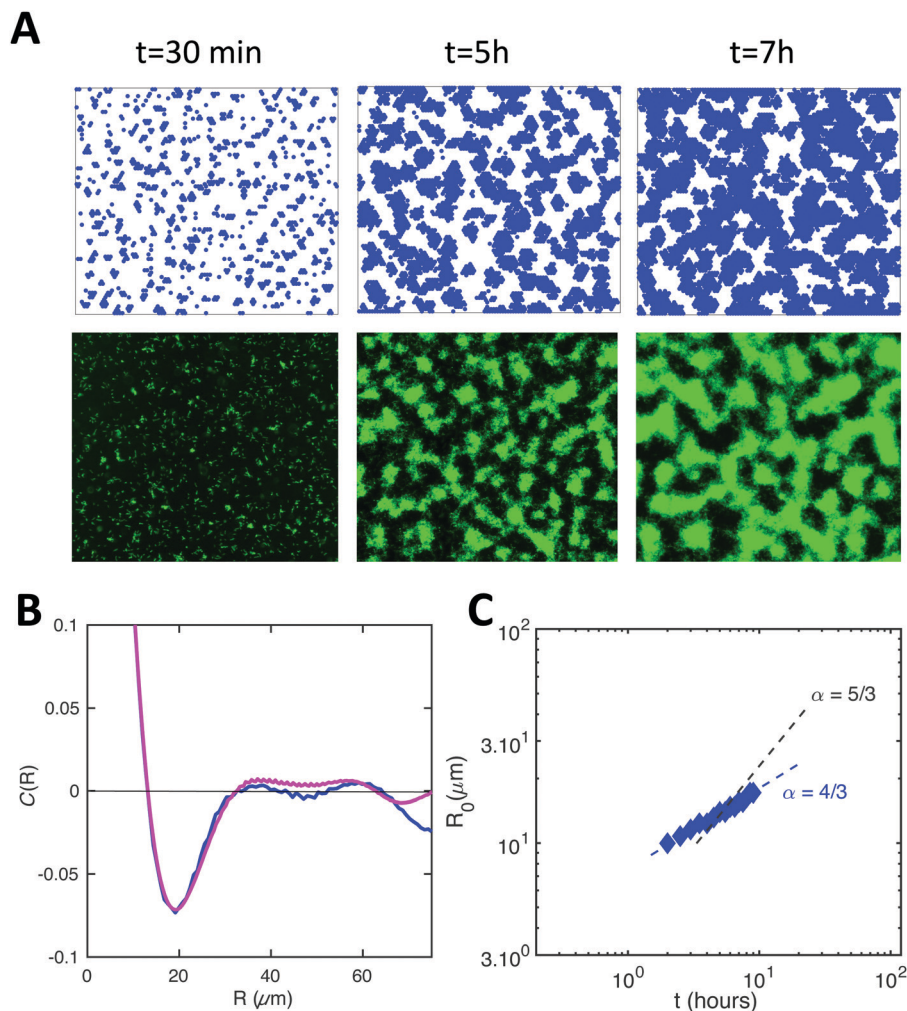 A
t=30 min t=5h t=7h
B
0.1
0.05
0
-0.05
-0.1
0 20 40 60
R (μm)
C(R)
C
10²
3.10¹
10¹
3.10⁰
10⁰ 10¹ 10²
t (hours)
R₀(μm)
α = 5/3
α = 4/3